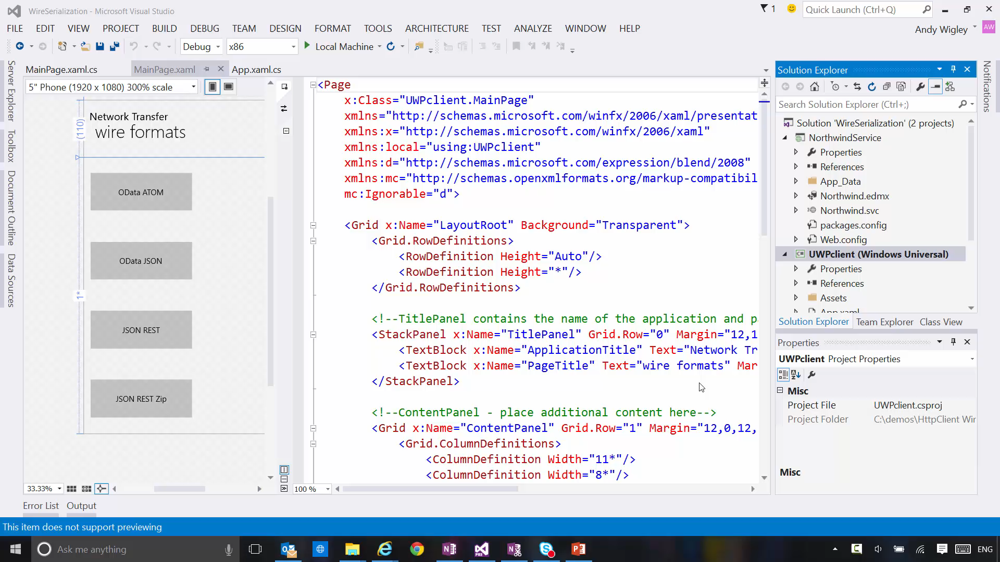 WireSerialization - Microsoft Visual Studio
1
Quick Launch (Ctrl+Q)
FILE EDIT VIEW PROJECT BUILD DEBUG TEAM DESIGN FORMAT TOOLS ARCHITECTURE TEST ANALYZE WINDOW HELP
Andy Wigley AW
Debug x86 Local Machine
MainPage.xaml.cs MainPage.xaml App.xaml.cs
5" Phone (1920 x 1080) 300% scale
Server Explorer
Toolbox
Document Outline
Data Sources
(110)
Network Transfer
wire formats
OData ATOM
OData JSON
1*
JSON REST
JSON REST Zip
33.33%
<Page
x:Class="UWPclient.MainPage"
xmlns="http://schemas.microsoft.com/winfx/2006/xaml/presentat
xmlns:x="http://schemas.microsoft.com/winfx/2006/xaml"
xmlns:local="using:UWPclient"
xmlns:d="http://schemas.microsoft.com/expression/blend/2008"
xmlns:mc="http://schemas.openxmlformats.org/markup-compatibil
mc:Ignorable="d">
<Grid x:Name="LayoutRoot" Background="Transparent">
<Grid.RowDefinitions>
<RowDefinition Height="Auto"/>
<RowDefinition Height="*"/>
</Grid.RowDefinitions>
<!--TitlePanel contains the name of the application and p
<StackPanel x:Name="TitlePanel" Grid.Row="0" Margin="12,1
<TextBlock x:Name="ApplicationTitle" Text="Network Tr
<TextBlock x:Name="PageTitle" Text="wire formats" Mar
</StackPanel>
<!--ContentPanel - place additional content here-->
<Grid x:Name="ContentPanel" Grid.Row="1" Margin="12,0,12,
<Grid.ColumnDefinitions>
<ColumnDefinition Width="11*"/>
<ColumnDefinition Width="8*"/>
100 %
Solution Explorer
Search Solution Explorer (Ctrl+;)
Solution 'WireSerialization' (2 projects)
NorthwindService
Properties
References
App_Data
Northwind.edmx
Northwind.svc
packages.config
Web.config
UWPclient (Windows Universal)
Properties
References
Assets
App.xaml
Solution Explorer Team Explorer Class View
Properties
UWPclient Project Properties
Misc
Project File UWPclient.csproj
Project Folder C:\demos\HttpClient Wir
Misc
Notifications
Error List Output
This item does not support previewing
Ask me anything
ENG